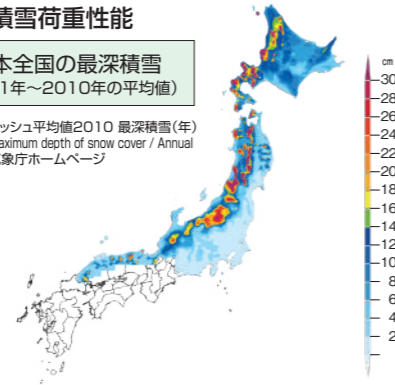 積雪荷重性能
本全国の最深積雪
1年～2010年の平均値）
ッシュ平均値2010 最深積雪(年)
aximum depth of snow cover / Annual
象庁ホームページ
cm
30
28
26
24
22
20
18
16
14
12
10
8
6
4
2